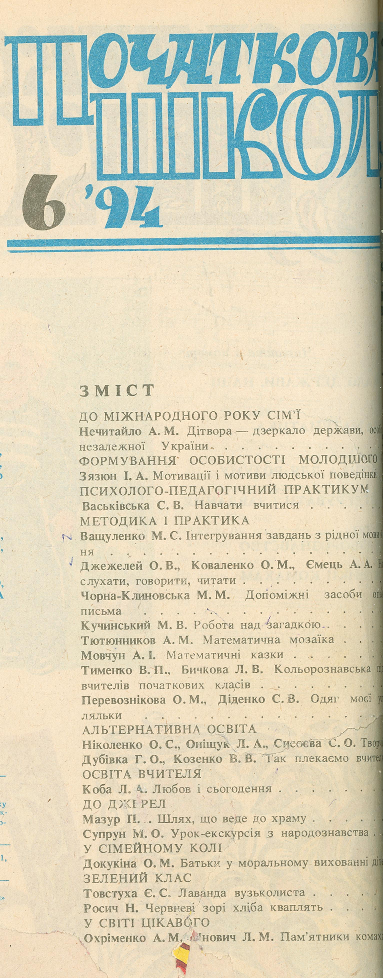 ПОЧАТКОВА
ШКОЛ
6 '94
ЗМІСТ
ДО МІЖНАРОДНОГО РОКУ СІМ'Ї
Нечитайло А. М. Дітвора — дзеркало держави,
незалежної України.
ФОРМУВАННЯ ОСОБИСТОСТІ МОЛОДШОГО
Зязюн І. А. Мотивації і мотиви людської поведінки
ПСИХОЛОГО-ПЕДАГОГІЧНИЙ ПРАКТИКУМ
Васьківська С. В. Навчати вчитися
МЕТОДИКА І ПРАКТИКА
Ващуленко М. С. Інтегрування завдань з рідної
ня
Джежелей О. В., Коваленко О. М., Ємець А. А.
слухати, говорити, читати
Чорна-Клиновська М. М. Допоміжні засоби
письма
Кучинський М. В. Робота над загадкою.
Тютюнников А. М. Математична мозаїка
Мовчун А. І. Математичні казки
Тименко В. П., Бичкова Л. В. Кольорознавська
вчителів початкових класів
Перевознікова О. М., Діденко С. В. Одяг моєї
ляльки
АЛЬТЕРНАТИВНА ОСВІТА
Ніколенко О. С., Оніщук Л. А., Сисоєва С. О.
Дубівка Г. О., Козенко В. В. Так плекаємо
ОСВІТА ВЧИТЕЛЯ
Коба Л. А. Любов і сьогодення
ДО ДЖЕРЕЛ
Мазур П. Шлях, що веде до храму
Супрун М. О. Урок-екскурсія з народознавства
У СІМЕЙНОМУ КОЛІ
Докукіна О. М. Батьки у моральному вихованні
ЗЕЛЕНИЙ КЛАС
Товстуха Є. С. Лаванда вузьколиста
Росич Н. Червневі зорі хліба кваплять
У СВІТІ ЦІКАВОГО
Охріменко А. М. Л. М. Пам'ятники